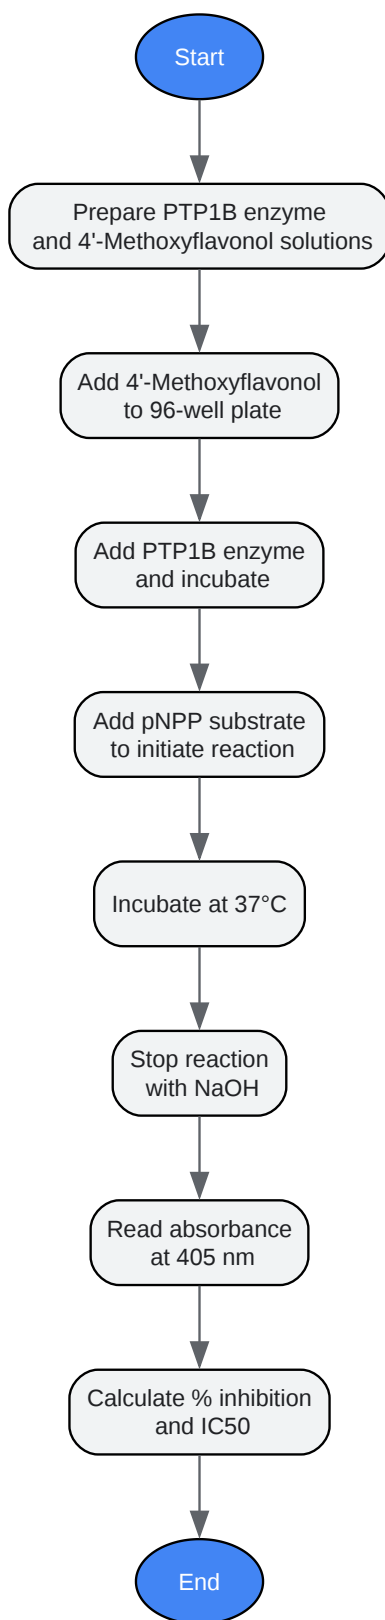 Start
Prepare PTP1B enzyme
and 4'-Methoxyflavonol solutions
Add 4'-Methoxyflavonol
to 96-well plate
Add PTP1B enzyme
and incubate
Add pNPP substrate
to initiate reaction
Incubate at 37°C
Stop reaction
with NaOH
Read absorbance
at 405 nm
Calculate % inhibition
and IC50
End